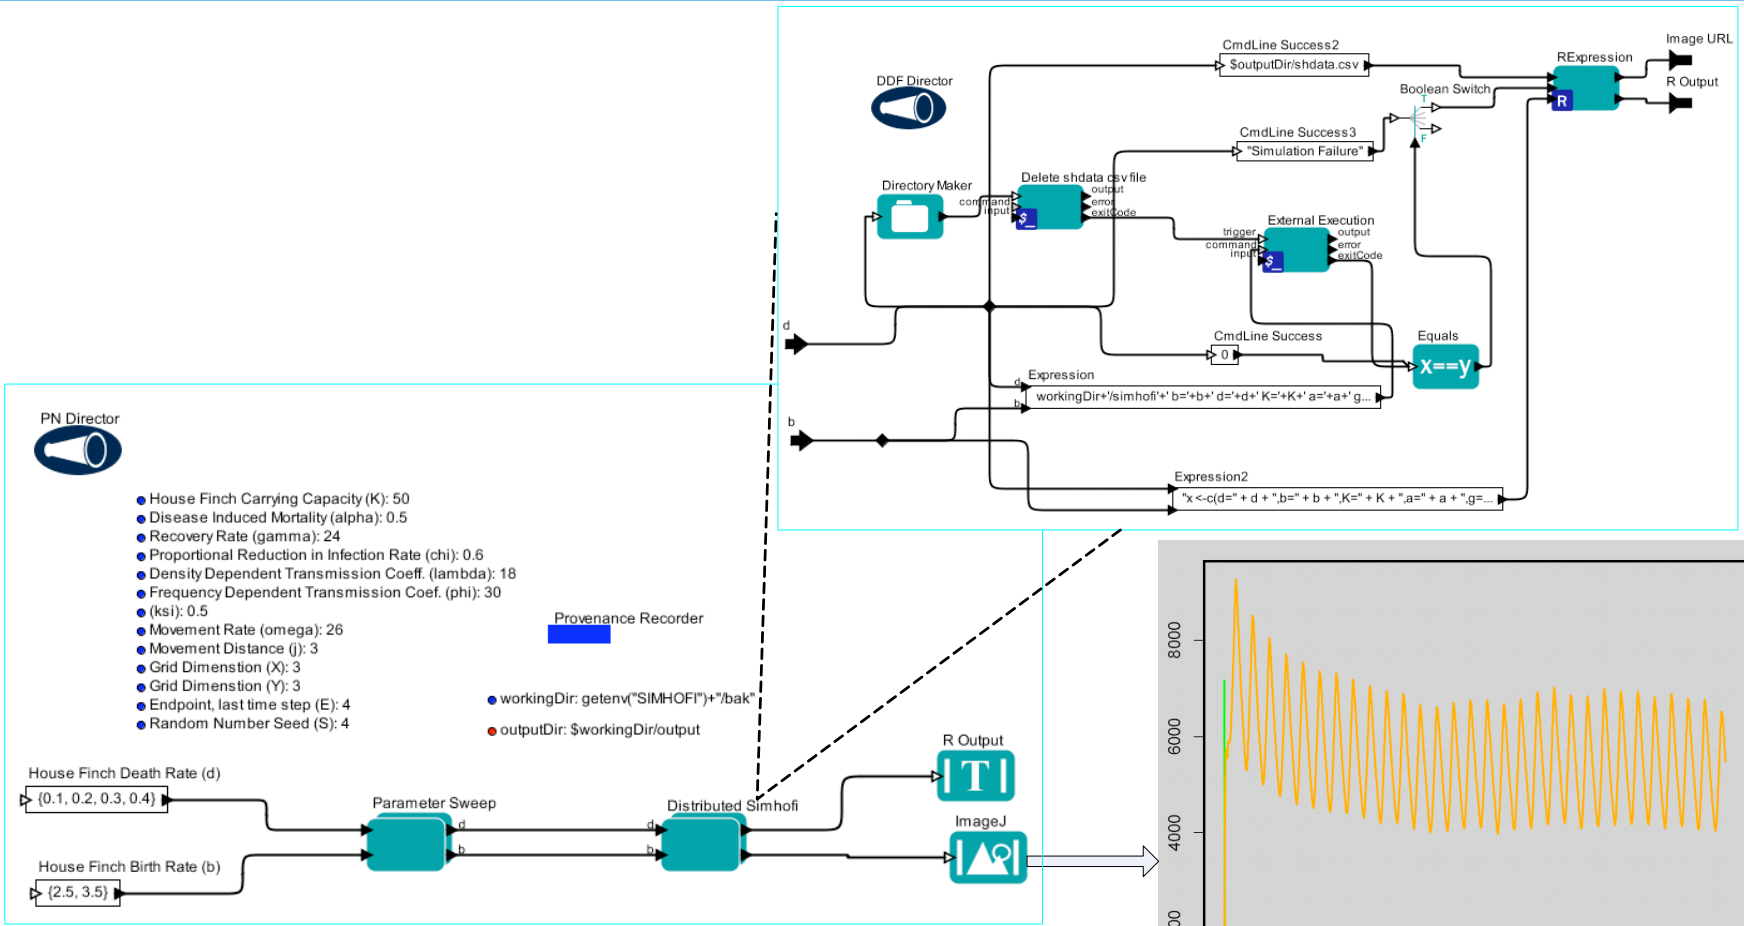 CmdLine Success2
$outputDir/shdata.csv
RExpression
Image URL
R Output
DDF Director
Boolean Switch
T
F
R
CmdLine Success3
"Simulation Failure"
Directory Maker
Delete shdata csv file
command
input
output
error
exitCode
$_
External Execution
trigger
command
input
output
error
exitCode
$_
d
CmdLine Success
0
Equals
x==y
Expression
d
b
workingDir+'/simhofi'+' b='+b+' d='+d+' K='+K+' a='+a+' g...
b
Expression2
"x <-c(d=" + d + ",b=" + b + ",K=" + K + ",a=" + a + ",g=...
PN Director
House Finch Carrying Capacity (K): 50
Disease Induced Mortality (alpha): 0.5
Recovery Rate (gamma): 24
Proportional Reduction in Infection Rate (chi): 0.6
Density Dependent Transmission Coeff. (lambda): 18
Frequency Dependent Transmission Coef. (phi): 30
(ksi): 0.5
Movement Rate (omega): 26
Movement Distance (j): 3
Grid Dimenstion (X): 3
Grid Dimenstion (Y): 3
Endpoint, last time step (E): 4
Random Number Seed (S): 4
Provenance Recorder
workingDir: getenv("SIMHOFI")+"/bak"
outputDir: $workingDir/output
House Finch Death Rate (d)
{0.1, 0.2, 0.3, 0.4}
House Finch Birth Rate (b)
{2.5, 3.5}
Parameter Sweep
d
b
Distributed Simhofi
d
b
R Output
T
ImageJ
8000
6000
4000